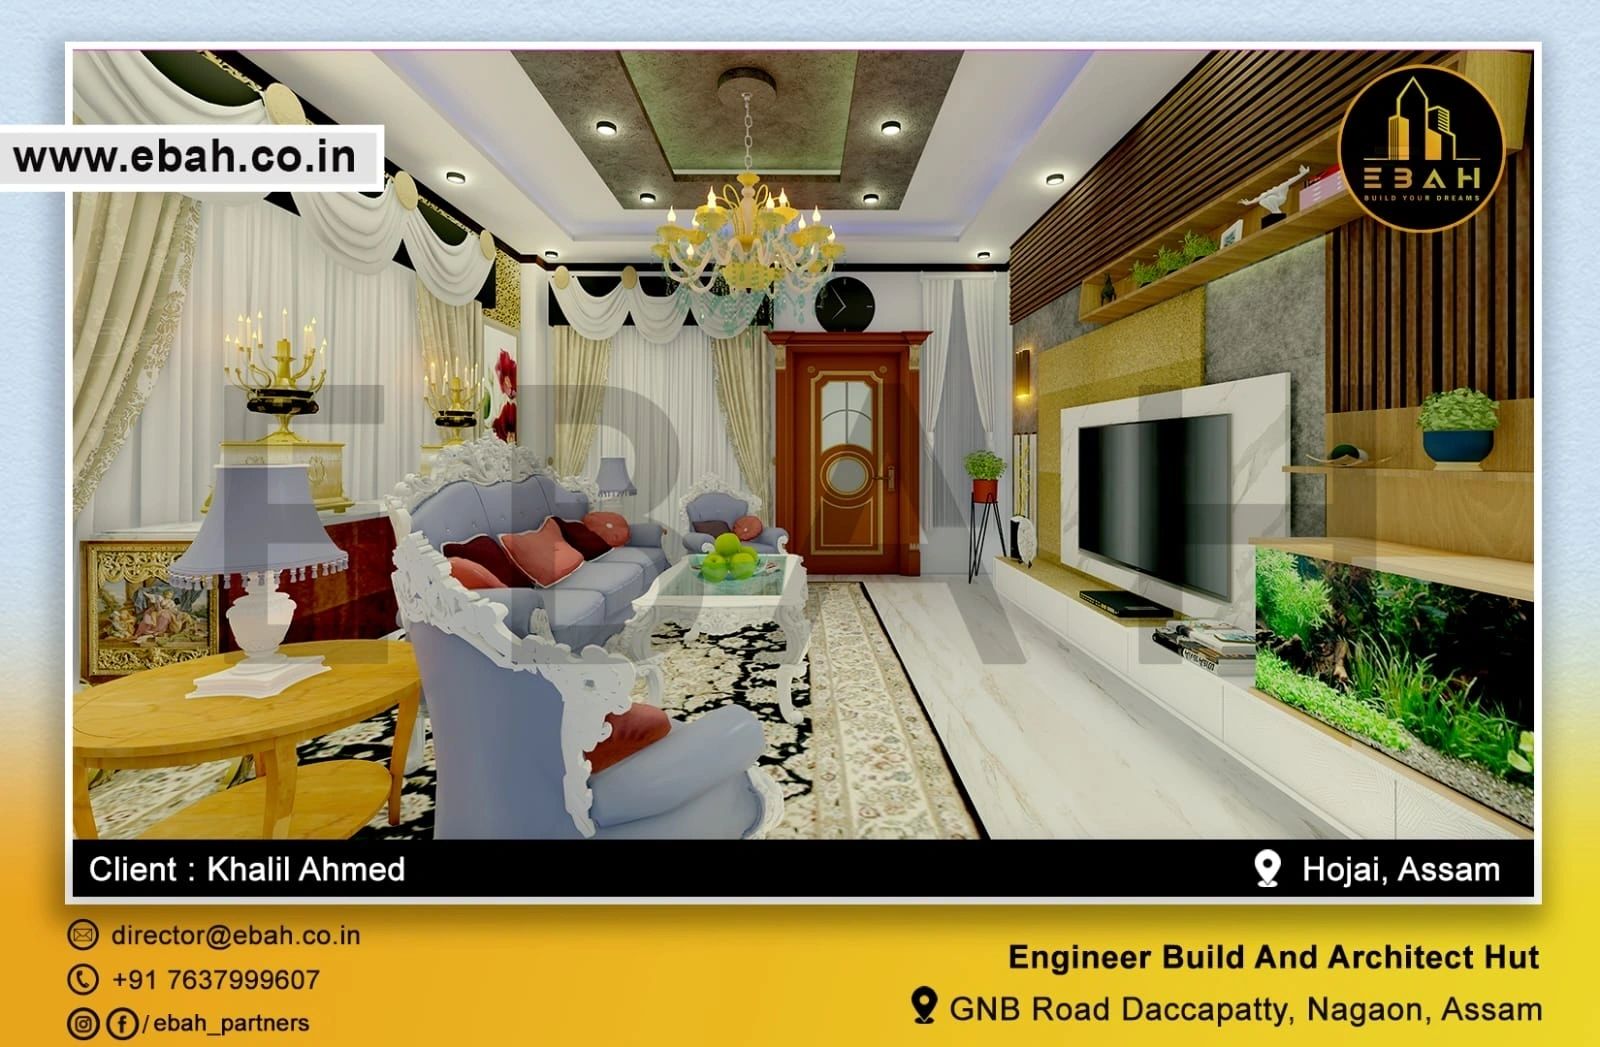 www.ebah.co.in
EBAH
BUILD YOUR DREAMS
EBAH
Client : Khalil Ahmed
Hojai, Assam
director@ebah.co.in
+91 7637999607
/ebah_partners
Engineer Build And Architect Hut
GNB Road Daccapatty, Nagaon, Assam